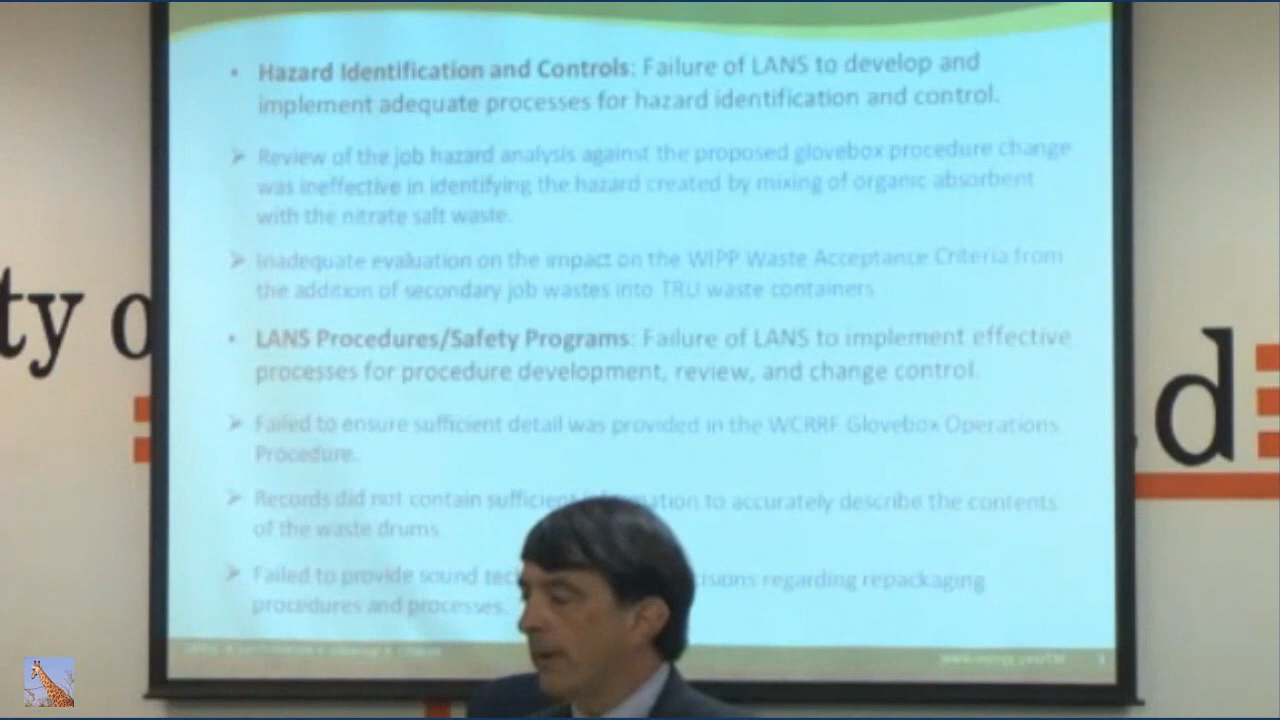 • Hazard Identification and Controls: Failure of LANS to develop and
implement adequate processes for hazard identification and control.
➢ Review of the job hazard analysis against the proposed glovebox procedure change
was ineffective in identifying the hazard created by mixing of organic absorbent
with the nitrate salt waste.
➢ Inadequate evaluation on the impact on the WIPP Waste Acceptance Criteria from
the addition of secondary job wastes into TRU waste containers
• LANS Procedures/Safety Programs: Failure of LANS to implement effective
processes for procedure development, review, and change control.
➢ Failed to ensure sufficient detail was provided in the WCRRF Glovebox Operations
Procedure.
➢ Records did not contain to accurately describe the contents
of the waste drums.
➢ Failed to provide sound regarding repackaging
procedures and processes.
ty o
d